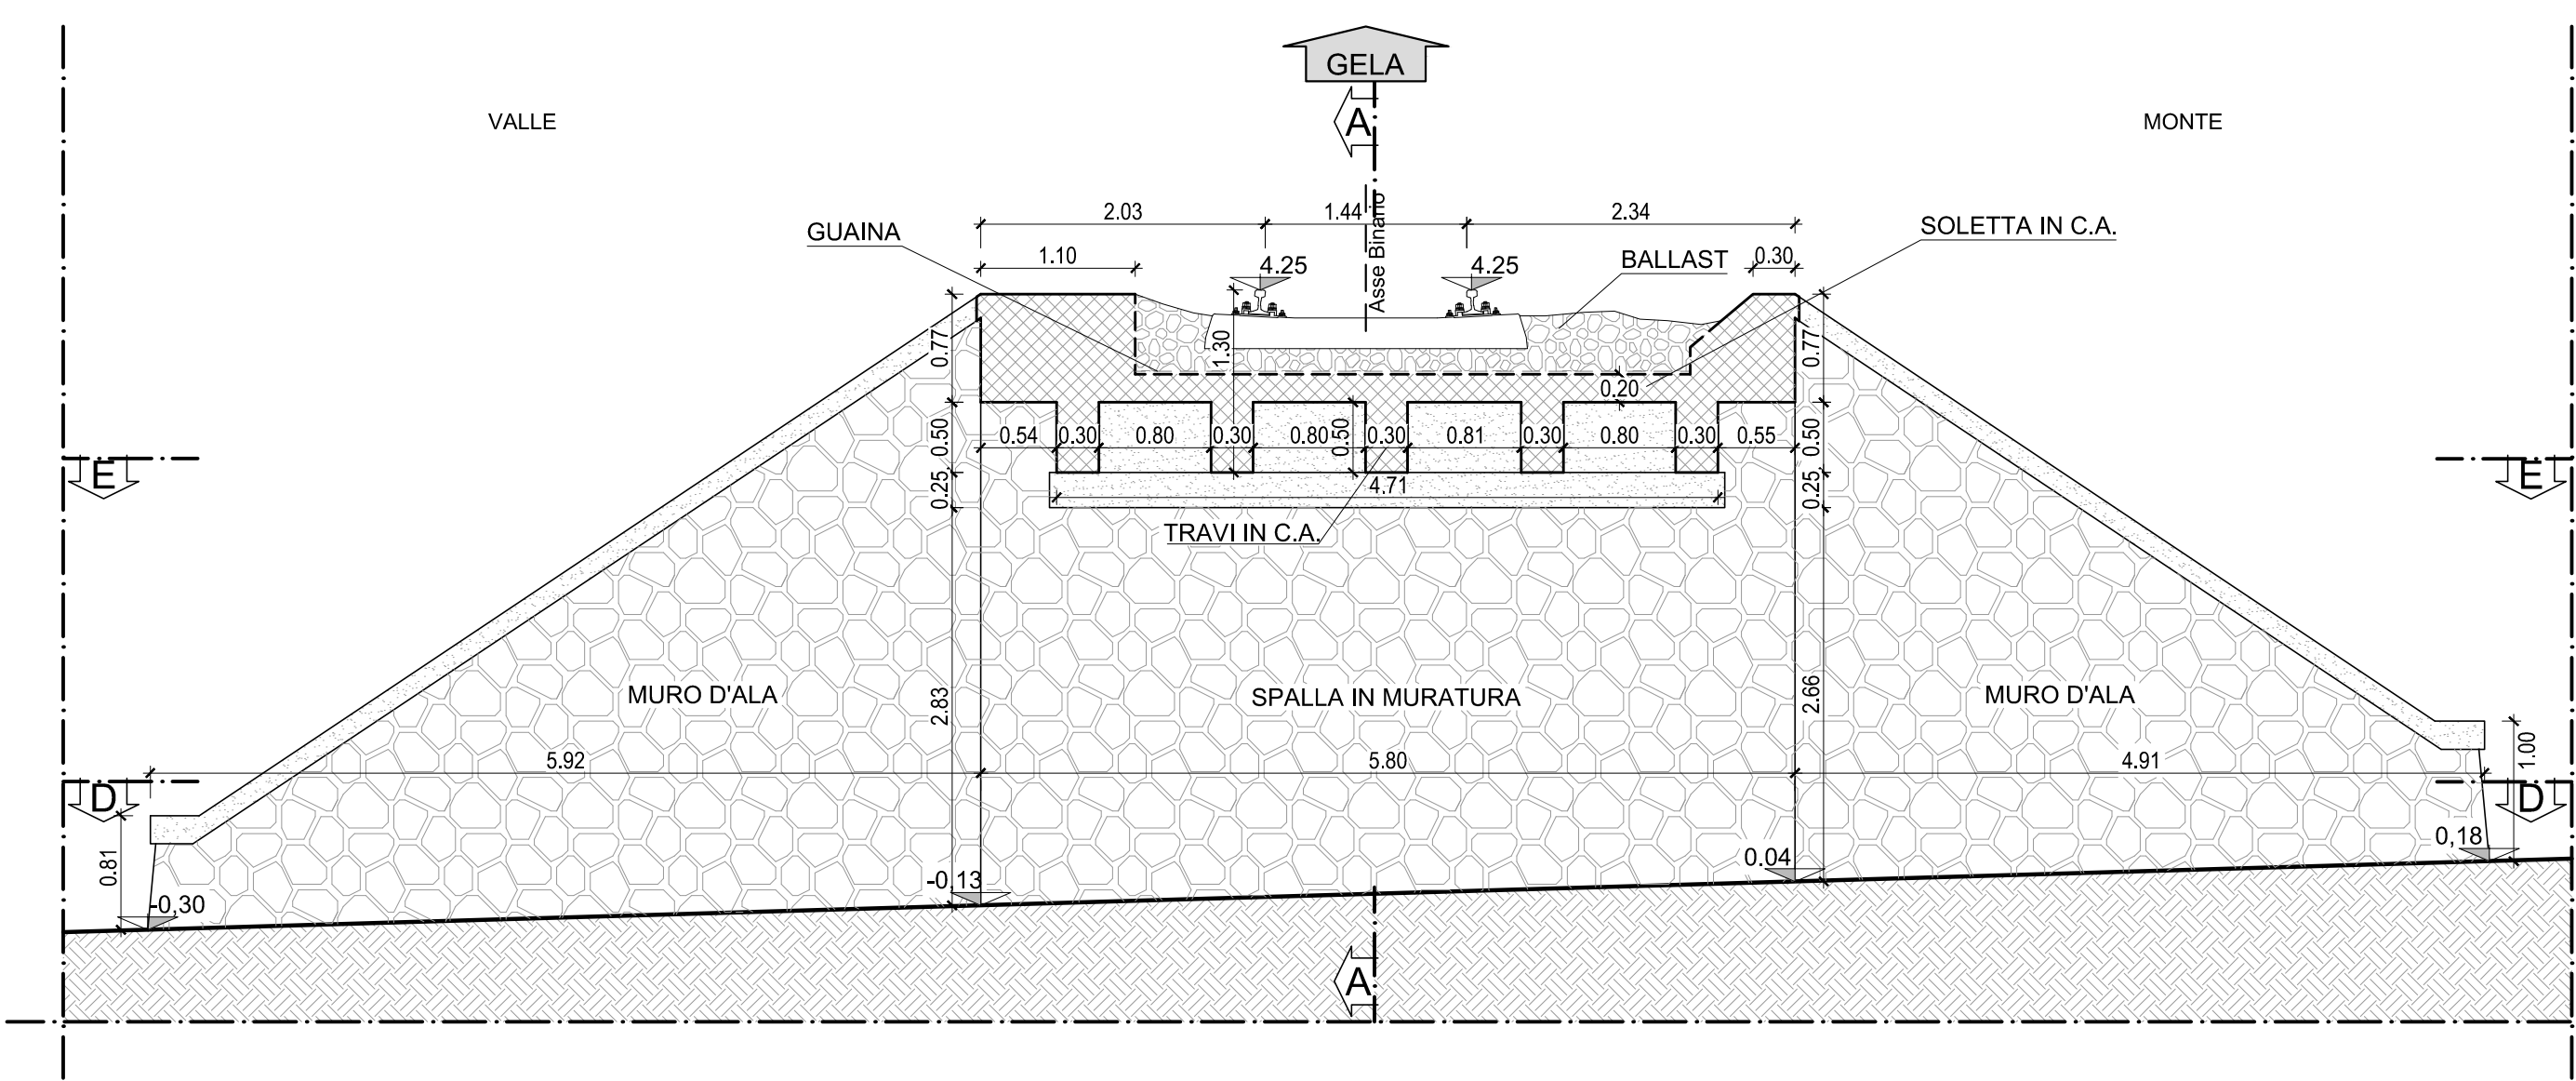 GELA
A
VALLE
MONTE
Asse Binario
2.03
1.44
2.34
GUAINA
SOLETTA IN C.A.
1.10
4.25
4.25
BALLAST
0.30
0.77
1.30
0.77
0.20
0.50
0.54
0.30
0.80
0.30
0.80
0.50
0.30
0.81
0.30
0.80
0.30
0.55
0.50
E
E
0.25
4.71
0.25
TRAVI IN C.A.
MURO D'ALA
SPALLA IN MURATURA
MURO D'ALA
2.83
2.66
5.92
5.80
4.91
1.00
D
D
0.81
-0,30
-0,13
0.04
0,18
A